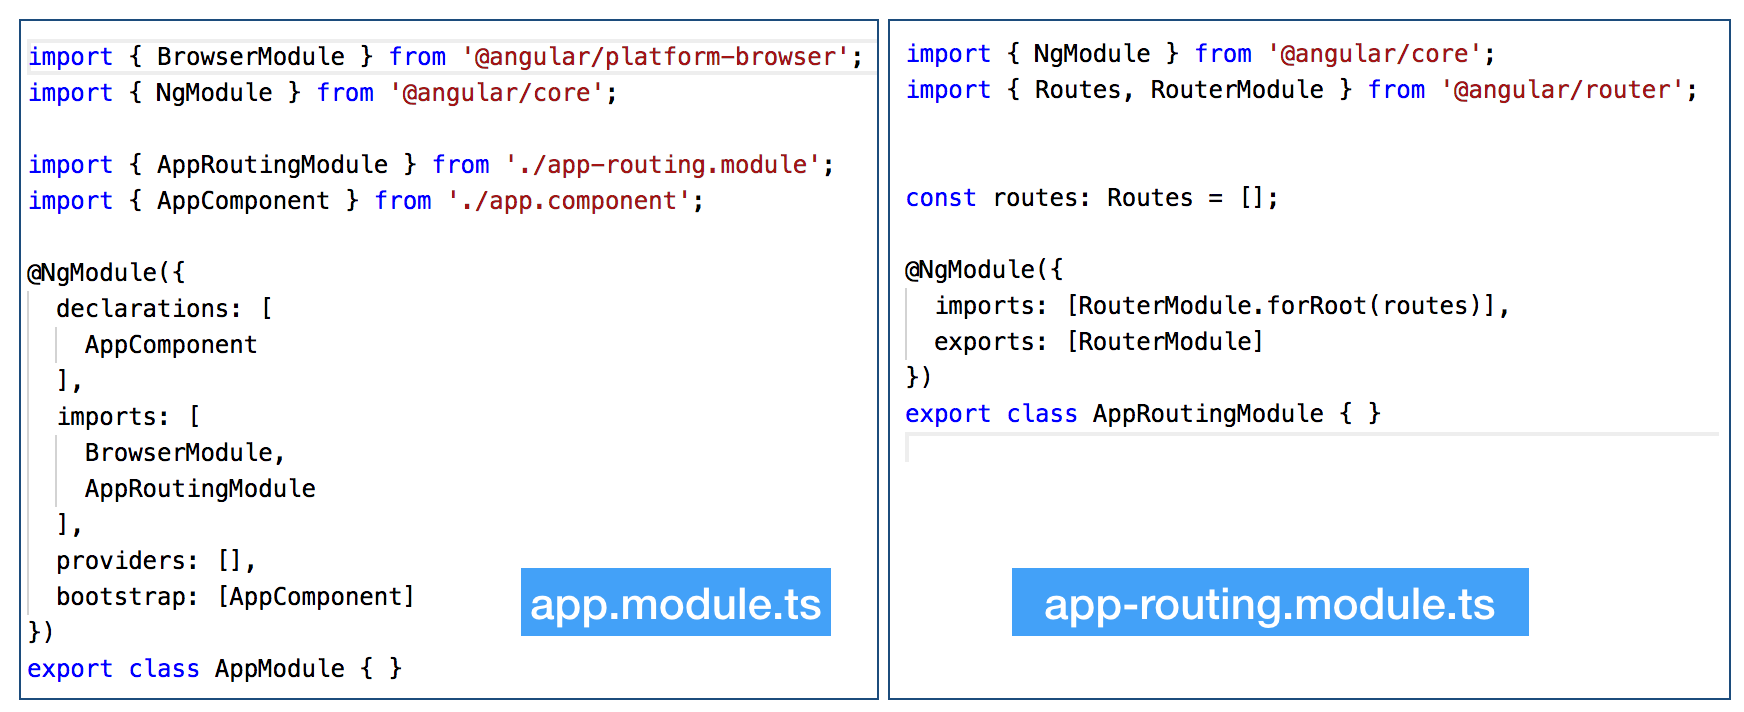 import { BrowserModule } from '@angular/platform-browser';
import { NgModule } from '@angular/core';
import { AppRoutingModule } from './app-routing.module';
import { AppComponent } from './app.component';
@NgModule({
declarations: [
AppComponent
],
imports: [
BrowserModule,
AppRoutingModule
],
providers: [],
bootstrap: [AppComponent]
})
export class AppModule { }
app.module.ts
import { NgModule } from '@angular/core';
import { Routes, RouterModule } from '@angular/router';
const routes: Routes = [];
@NgModule({
imports: [RouterModule.forRoot(routes)],
exports: [RouterModule]
})
export class AppRoutingModule { }
app-routing.module.ts